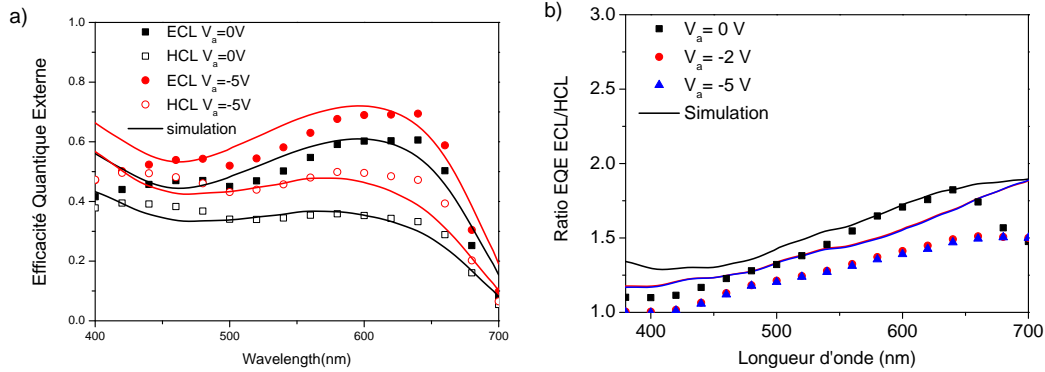 a)
Efficacité Quantique Externe
1.0
0.8
0.6
0.4
0.2
0.0
ECL Va=0V
HCL Va=0V
ECL Va=-5V
HCL Va=-5V
simulation
400
450
500
550
600
650
700
Wavelength(nm)
b)
Ratio EQE ECL/HCL
3.0
2.5
2.0
1.5
1.0
Va= 0 V
Va= -2 V
Va= -5 V
Simulation
400
500
600
700
Longueur d'onde (nm)